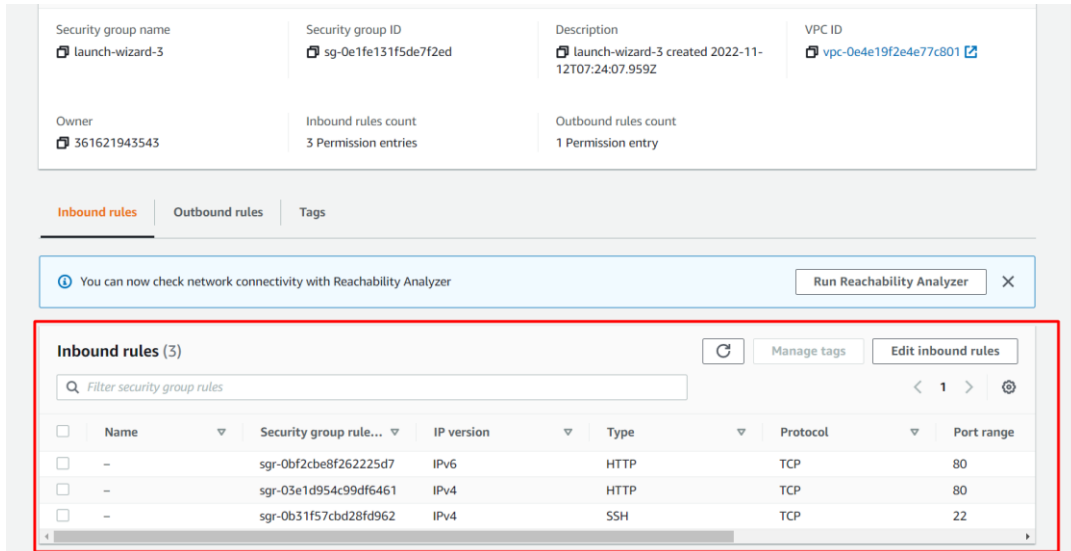 Security group name
Security group ID
Description
VPC ID
launch-wizard-3
sg-0e1fe131f5de7f2ed
launch-wizard-3 created 2022-11-
12T07:24:07.959Z
vpc-0e4e19f2e4e77c801
Owner
Inbound rules count
Outbound rules count
361621943543
3 Permission entries
1 Permission entry
Inbound rules
Outbound rules
Tags
You can now check network connectivity with Reachability Analyzer
Run Reachability Analyzer
Inbound rules (3)
Manage tags
Edit inbound rules
Filter security group rules
1
Name
Security group rule...
IP version
Type
Protocol
Port range
– sgr-0bf2cbe8f262225d7 IPv6 HTTP TCP 80
– sgr-03e1d954c99df6461 IPv4 HTTP TCP 80
– sgr-0b31f57cbd28fd962 IPv4 SSH TCP 22